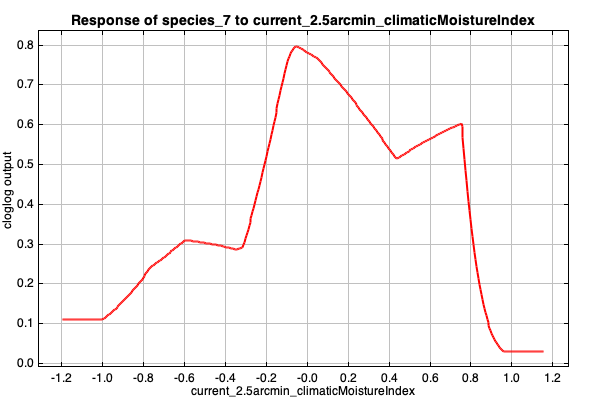 Response of species_7 to current_2.5arcmin_climaticMoistureIndex
cloglog output
0.8
0.7
0.6
0.5
0.4
0.3
0.2
0.1
0.0
-1.2 -1.0 -0.8 -0.6 -0.4 -0.2 -0.0 0.2 0.4 0.6 0.8 1.0 1.2
current_2.5arcmin_climaticMoistureIndex